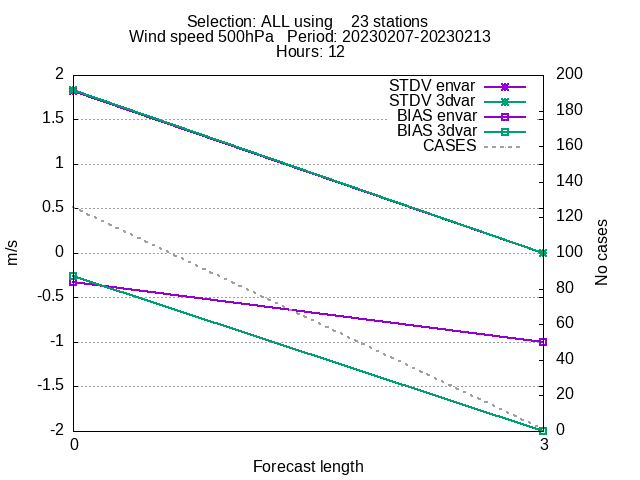 Selection: ALL using    23 stations
Wind speed 500hPa   Period: 20230207-20230213
Hours: 12
2
1.5
1
0.5
0
-0.5
-1
-1.5
-2
200
180
160
140
120
100
80
60
40
20
0
STDV envar
STDV 3dvar
BIAS envar
BIAS 3dvar
CASES
m/s
No cases
0
3
Forecast length